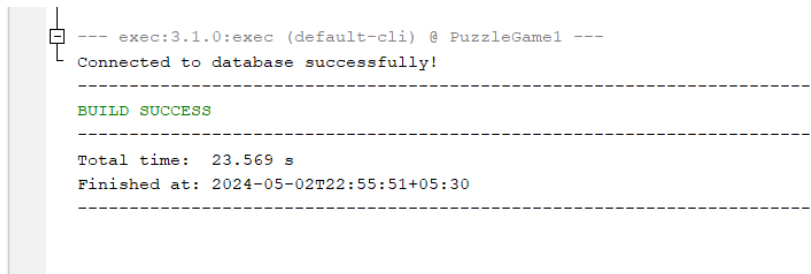 --- exec:3.1.0:exec (default-cli) @ PuzzleGame1 ---
Connected to database successfully!
------------------------------------------------------------------------
BUILD SUCCESS
------------------------------------------------------------------------
Total time:  23.569 s
Finished at: 2024-05-02T22:55:51+05:30
------------------------------------------------------------------------